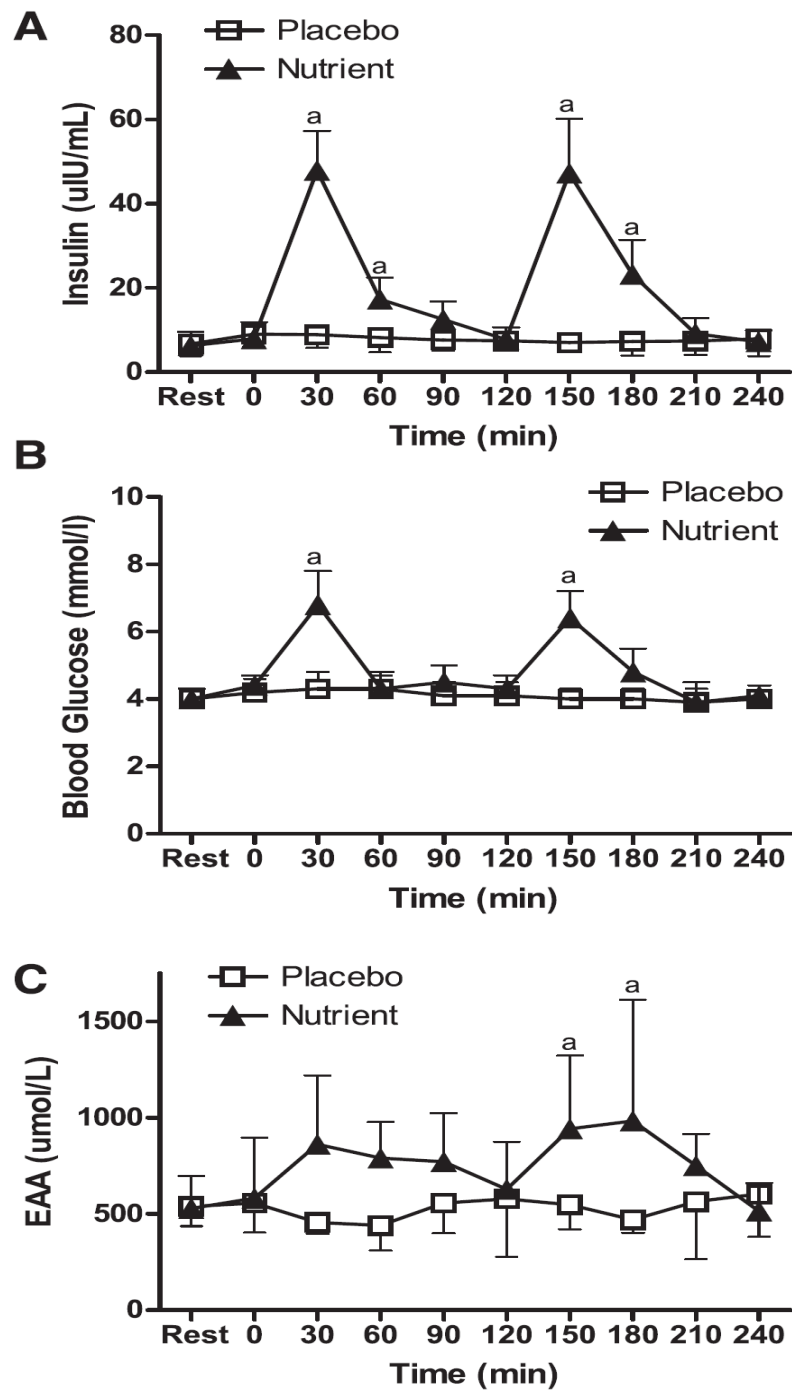 A
Placebo
Nutrient
80
60
40
20
0
Insulin (uIU/mL)
a
a
a
a
Rest 0 30 60 90 120 150 180 210 240
Time (min)
B
Placebo
Nutrient
10
8
6
4
2
0
Blood Glucose (mmol/l)
a
a
Rest 0 30 60 90 120 150 180 210 240
Time (min)
C
Placebo
Nutrient
1500
1000
500
0
EAA (umol/L)
a
a
Rest 0 30 60 90 120 150 180 210 240
Time (min)